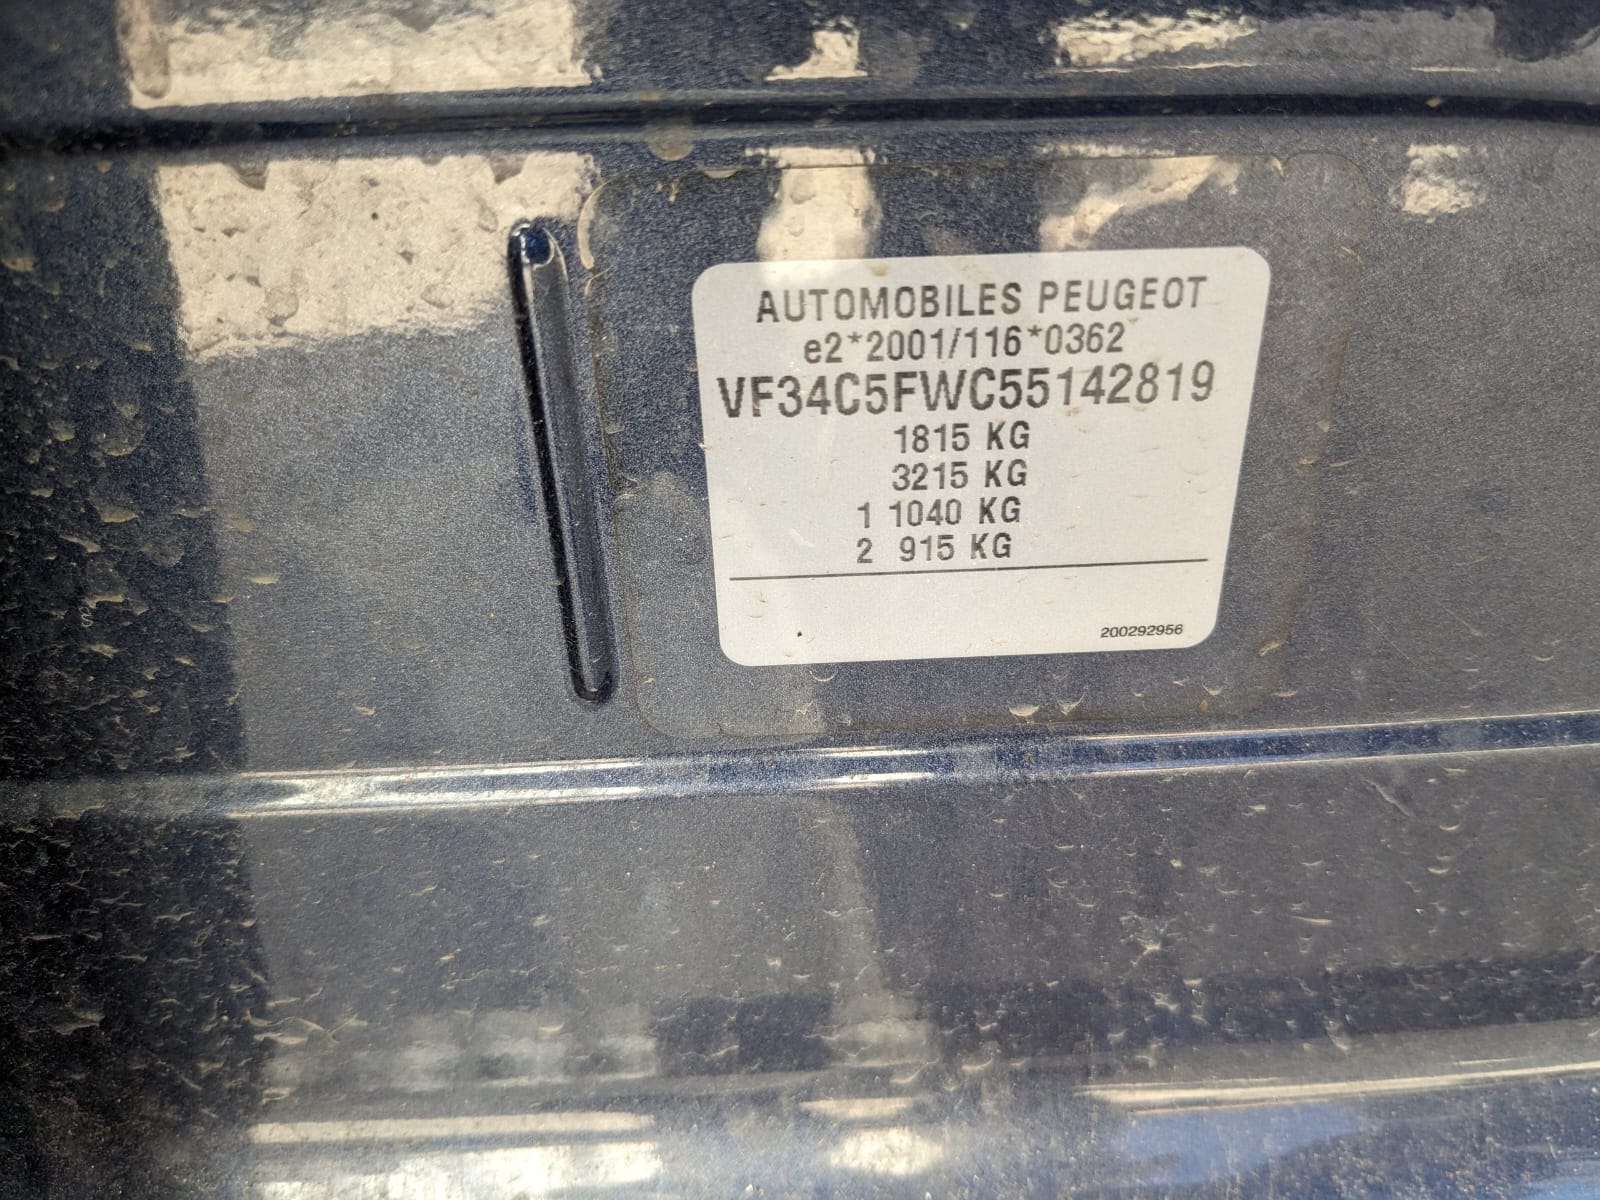 AUTOMOBILES PEUGEOT
e2*2001/116*0362
VF34C5FWC55142819
1815 KG
3215 KG
1 1040 KG
2 915 KG
200292956